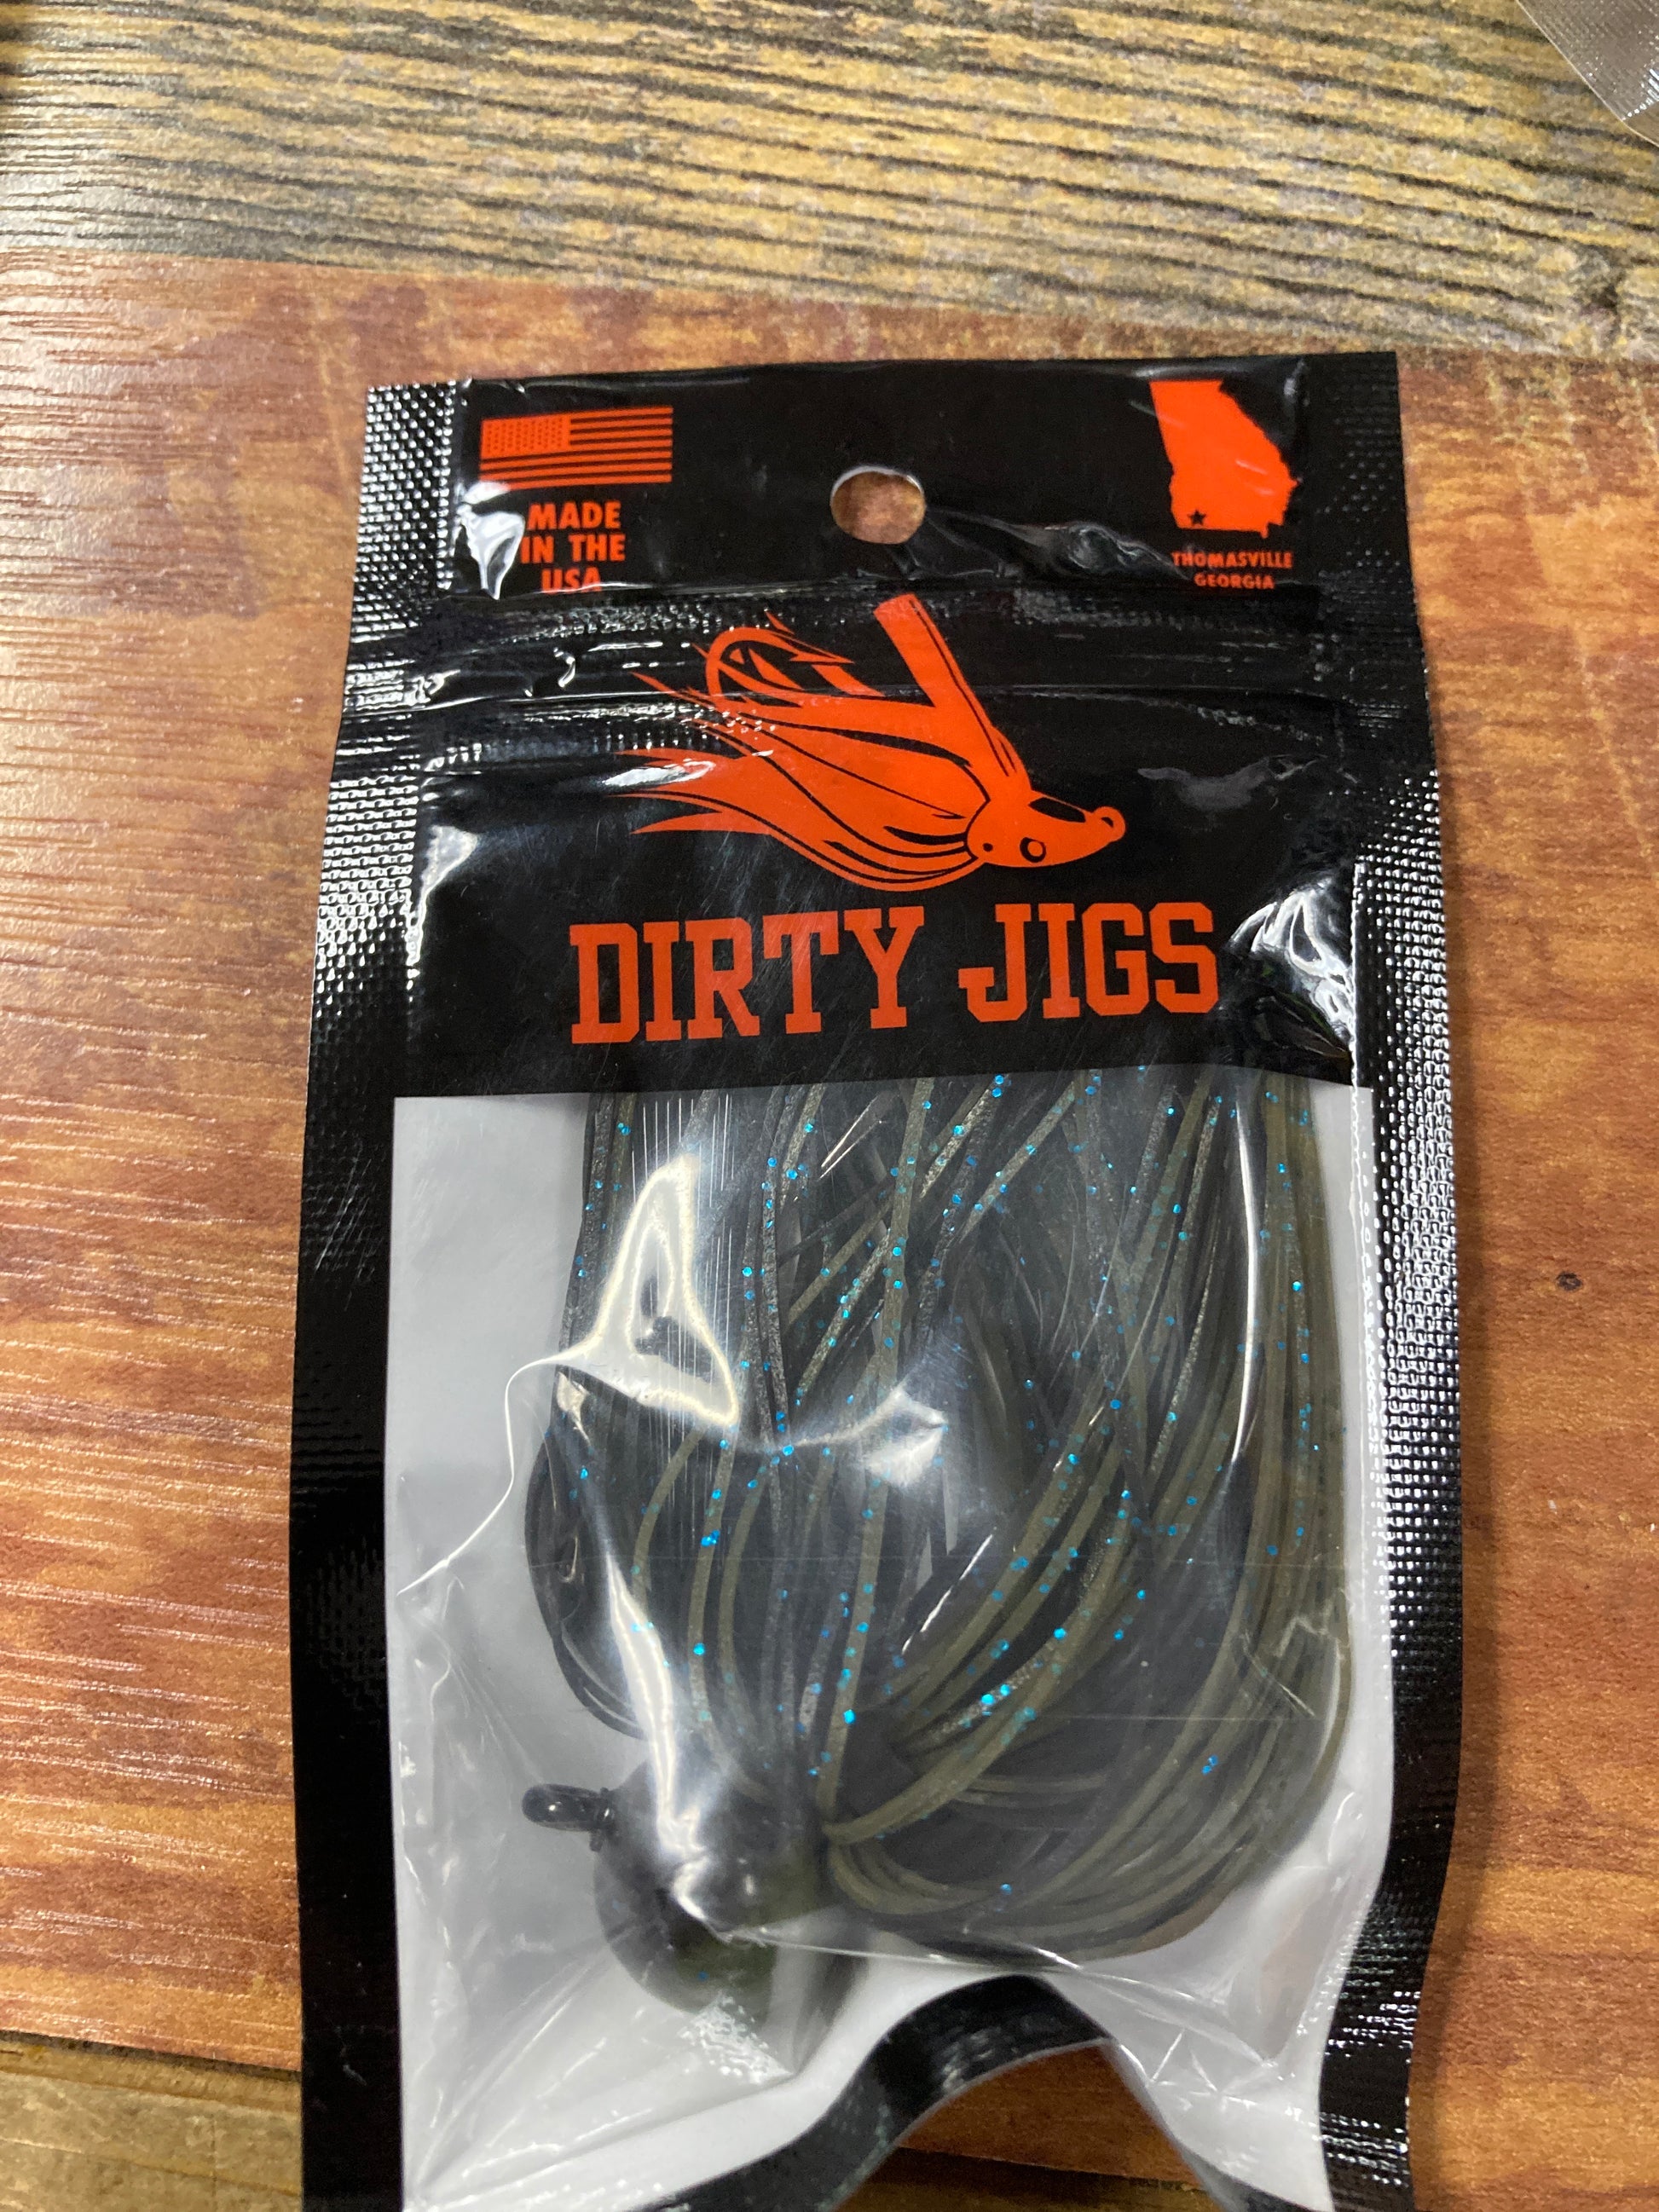 MADE
IN THE
USA
THOMASVILLE
GEORGIA
DIRTY JIGS